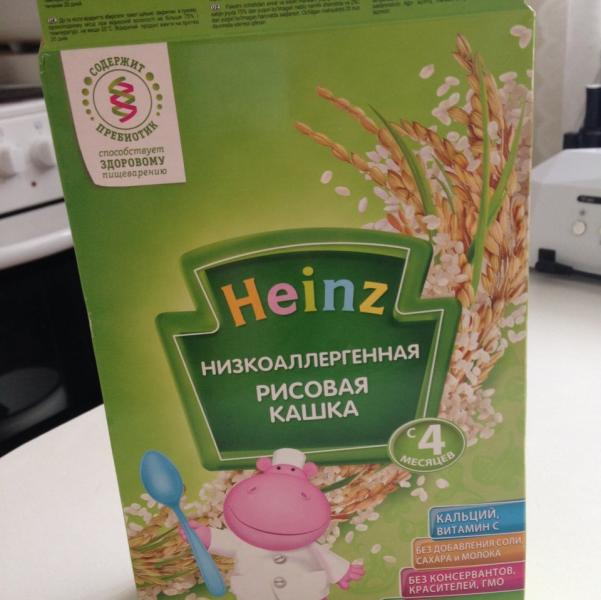 СОДЕРЖИТ
ПРЕБИОТИК
способствует
ЗДОРОВОМУ
пищеварению
Heinz
НИЗКОАЛЛЕРГЕННАЯ
РИСОВАЯ
КАШКА
С 4
МЕСЯЦЕВ
КАЛЬЦИЙ,
ВИТАМИН С
БЕЗ ДОБАВЛЕНИЯ СОЛИ,
САХАРА и МОЛОКА
БЕЗ КОНСЕРВАНТОВ,
КРАСИТЕЛЕЙ, ГМО